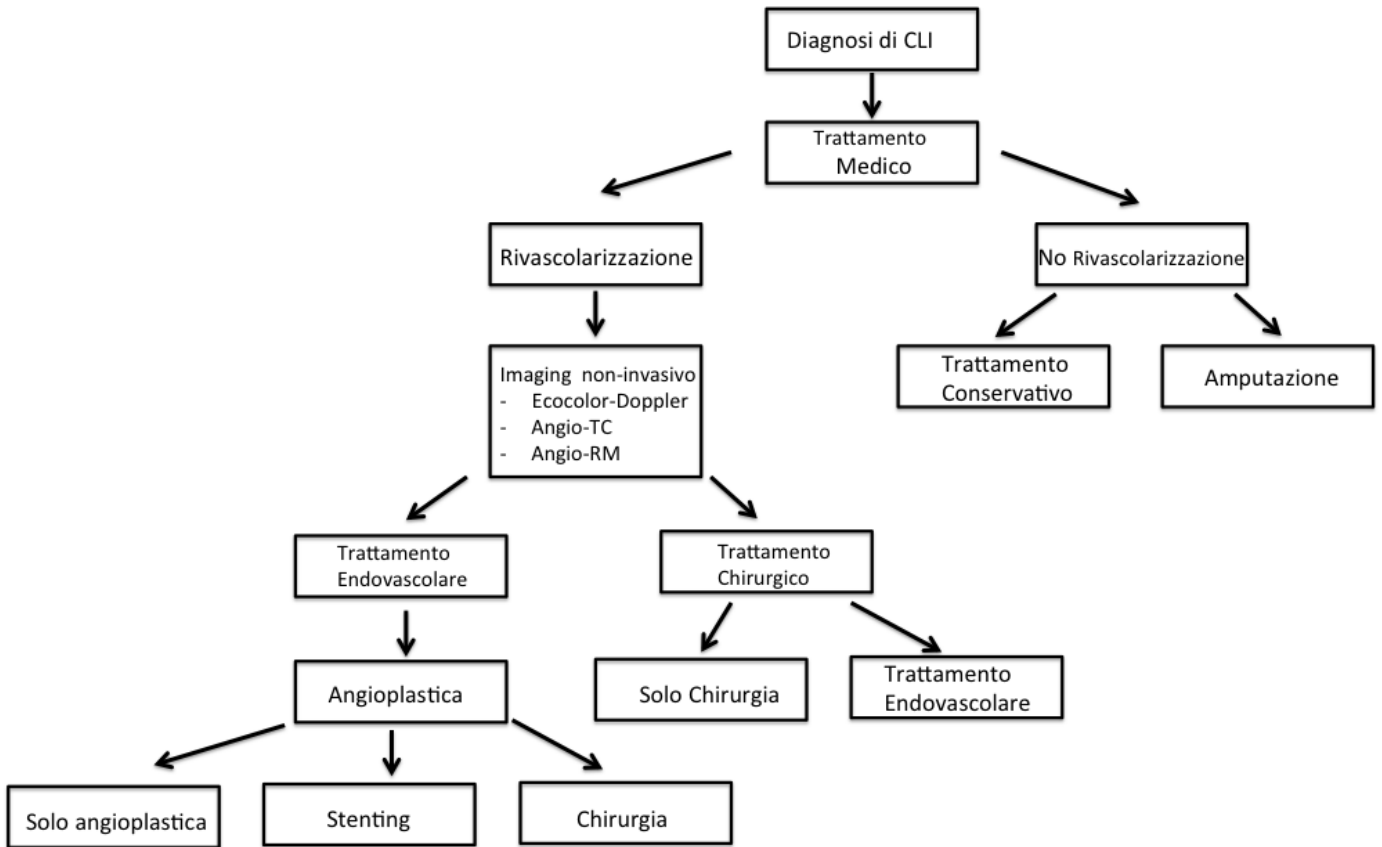 Diagnosi di CLI
Trattamento
Medico
Rivascolarizzazione
No Rivascolarizzazione
Imaging non-invasivo
- Ecocolor-Doppler
- Angio-TC
- Angio-RM
Trattamento
Conservativo
Amputazione
Trattamento
Endovascolare
Trattamento
Chirurgico
Angioplastica
Solo Chirurgia
Trattamento
Endovascolare
Solo angioplastica
Stenting
Chirurgia